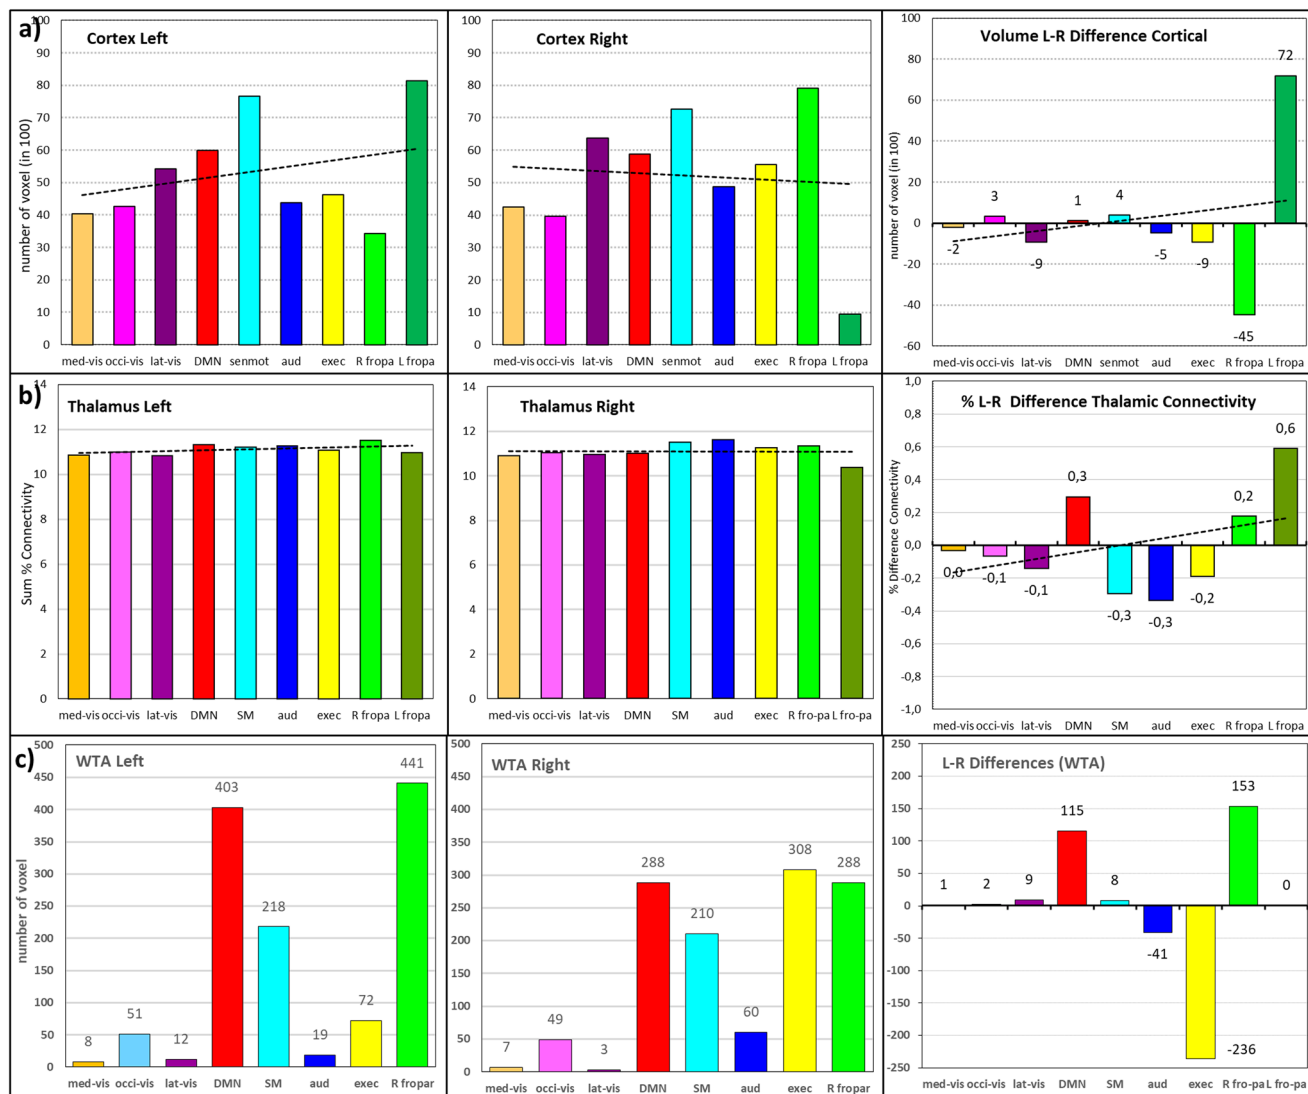 a)
Cortex Left
number of voxel (in 100)
100
90
80
70
60
50
40
30
20
10
0
med-vis occi-vis lat-vis DMN senmot aud exec R fropa L fropa
Cortex Right
100
90
80
70
60
50
40
30
20
10
0
med-vis occi-vis lat-vis DMN senmot aud exec R fropa L fropa
Volume L-R Difference Cortical
number of voxel (in 100)
100
80
60
40
20
0
-20
-40
-60
-2 3 -9 1 4 -5 -9 -45 72
med-vis occi-vis lat-vis DMN senmot aud exec R fropa L fropa
b)
Thalamus Left
Sum % Connectivity
14
12
10
8
6
4
2
0
med-vis occi-vis lat-vis DMN SM aud exec R fropa L fropa
Thalamus Right
14
12
10
8
6
4
2
0
med-vis occi-vis lat-vis DMN SM aud exec R fro-pa L fro-pa
% L-R Difference Thalamic Connectivity
% Difference Connectivity
1,0
0,8
0,6
0,4
0,2
0,0
-0,2
-0,4
-0,6
-0,8
-1,0
0,0 -0,1 -0,1 0,3 -0,3 -0,3 -0,2 0,2 0,6
med-vis occi-vis lat-vis DMN SM aud exec R fropa L fropa
c)
WTA Left
number of voxel
500
450
400
350
300
250
200
150
100
50
0
8 51 12 403 218 19 72 441
med-vis occi-vis lat-vis DMN SM aud exec R fropar
WTA Right
500
450
400
350
300
250
200
150
100
50
0
7 49 3 288 210 60 308 288
med-vis occi-vis lat-vis DMN SM aud exec R fropar
L-R Differences (WTA)
250
200
150
100
50
0
-50
-100
-150
-200
-250
1 2 9 115 8 -41 -236 153 0
med-vis occi-vis lat-vis DMN SM aud exec R fro-pa L fro-pa